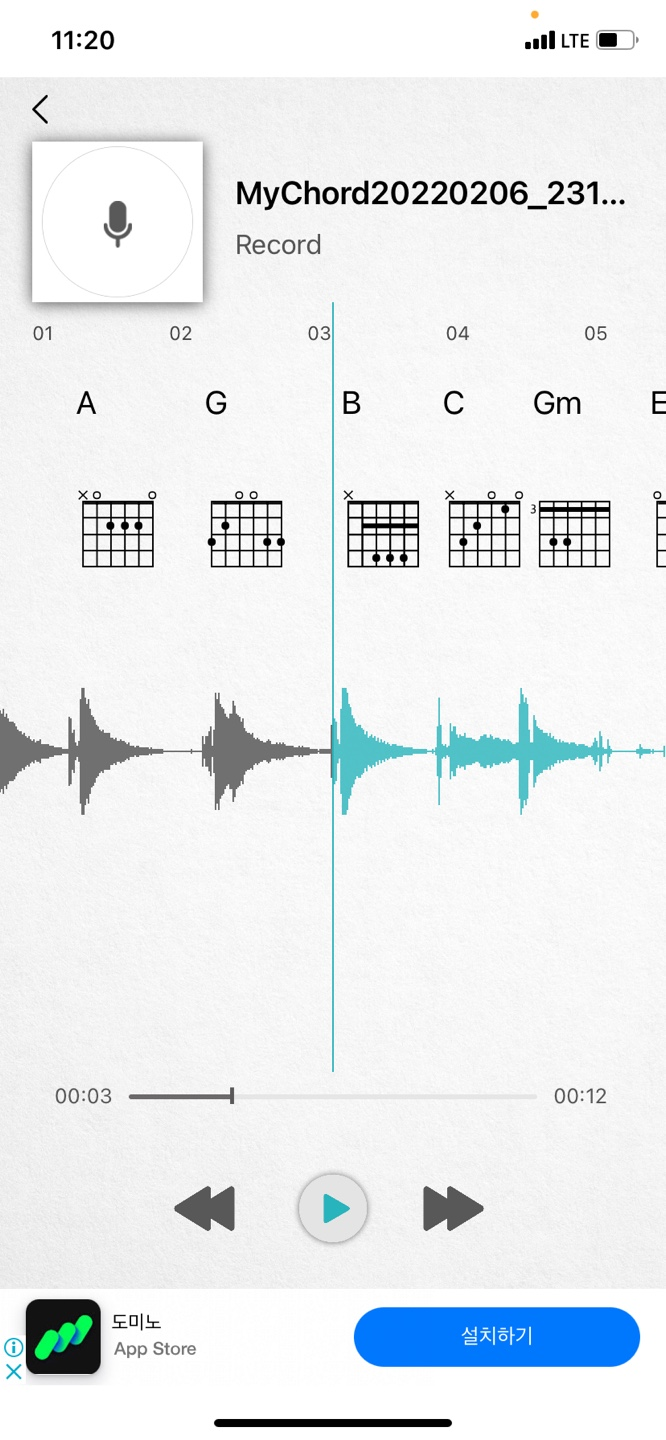 11:20
LTE
MyChord20220206_231...
Record
01 02 03 04 05
A G B C Gm E
3
00:03 00:12
도미노
App Store
설치하기